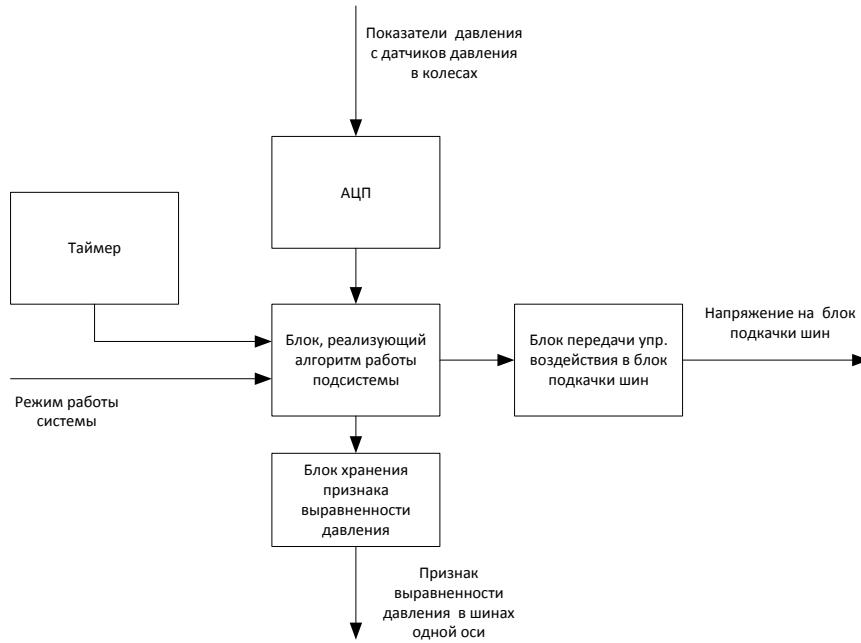 Показатели давления
с датчиков давления
в колесах
АЦП
Таймер
Блок, реализующий
алгоритм работы
подсистемы
Блок передачи упр.
воздействия в блок
подкачки шин
Напряжение на блок
подкачки шин
Режим работы
системы
Блок хранения
признака
выравненности
давления
Признак
выравненности
давления в шинах
одной оси